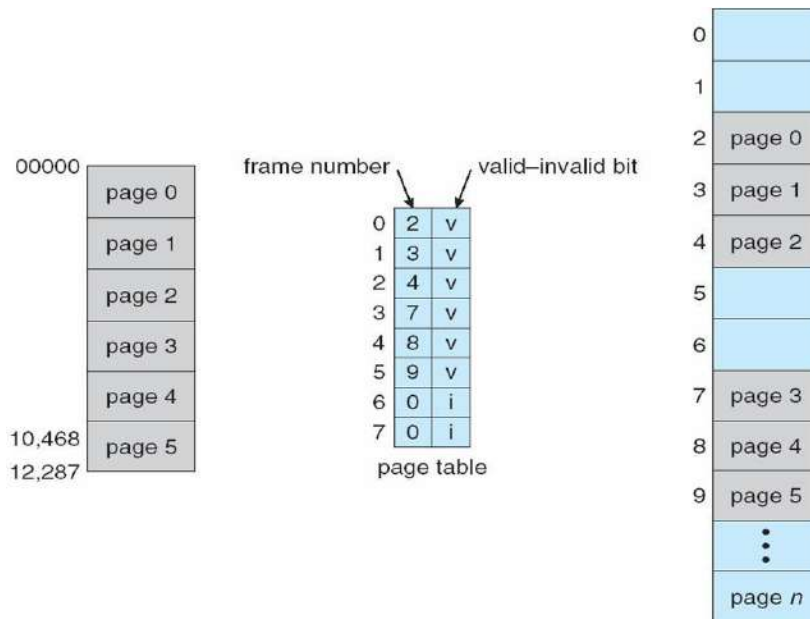 00000
page 0
page 1
page 2
page 3
page 4
page 5
10,468
12,287
frame number
valid–invalid bit
0 2 v
1 3 v
2 4 v
3 7 v
4 8 v
5 9 v
6 0 i
7 0 i
page table
0
1
2 page 0
3 page 1
4 page 2
5
6
7 page 3
8 page 4
9 page 5
page n